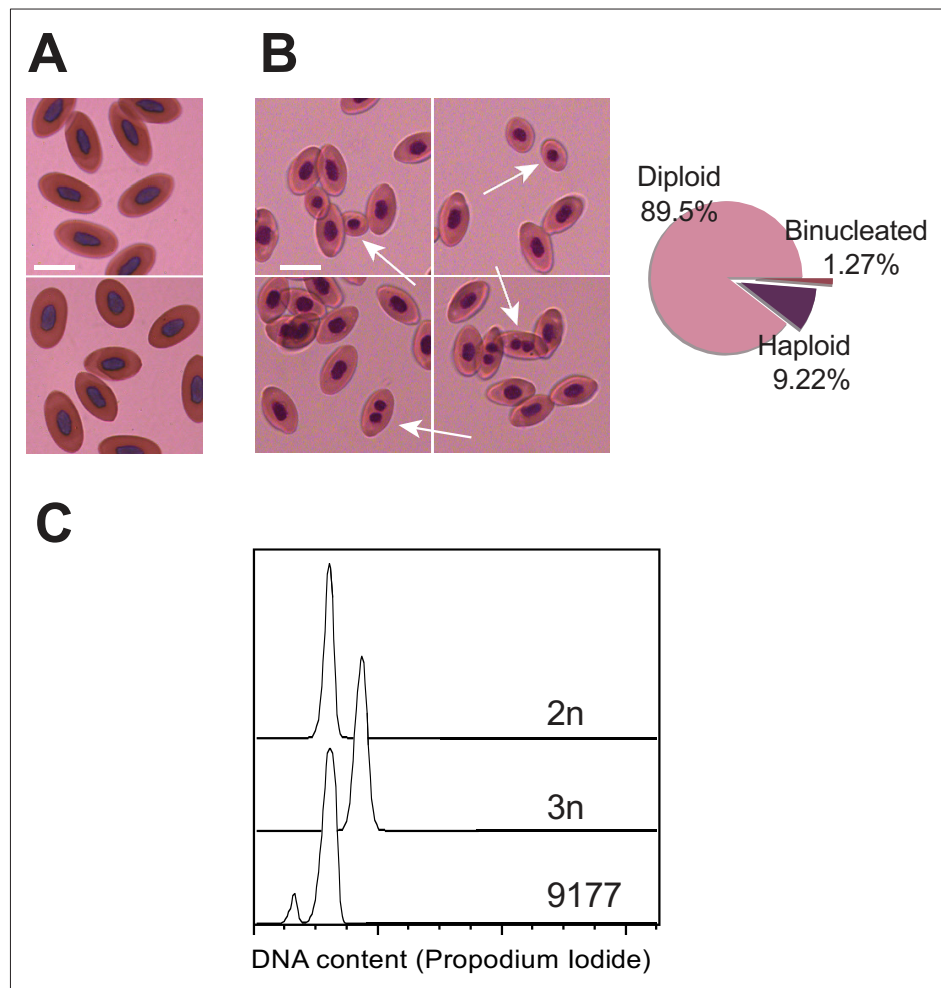 A
B
Diploid
89.5%
Binucleated
1.27%
Haploid
9.22%
C
2n
3n
9177
DNA content (Propodium Iodide)